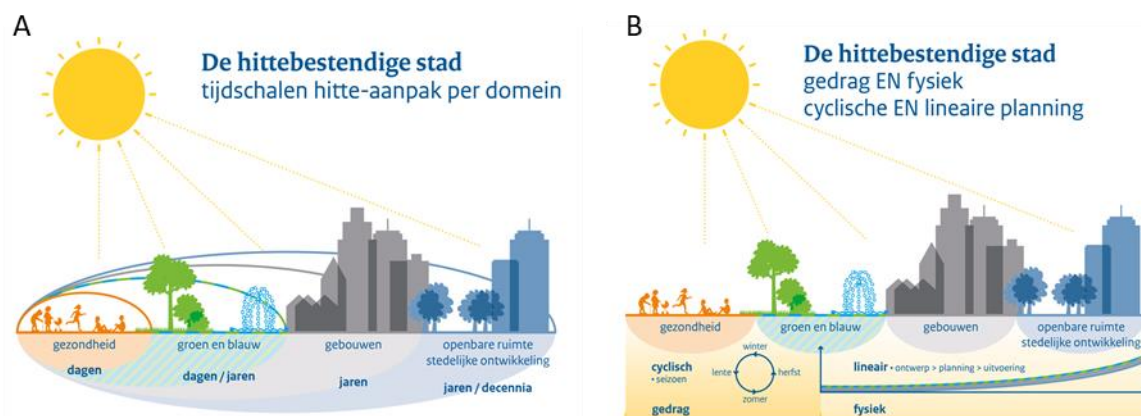 A
De hittebestendige stad
tijdschalen hitte-aanpak per domein
gezondheid
groen en blauw
gebouwen
openbare ruimte
stedelijke ontwikkeling
dagen
dagen / jaren
jaren
jaren / decennia
B
De hittebestendige stad
gedrag EN fysiek
cyclische EN lineaire planning
gezondheid
groen en blauw
gebouwen
openbare ruimte
stedelijke ontwikkeling
cyclisch
• seizoen
winter
lente
herfst
zomer
lineair • ontwerp > planning > uitvoering
gedrag
fysiek